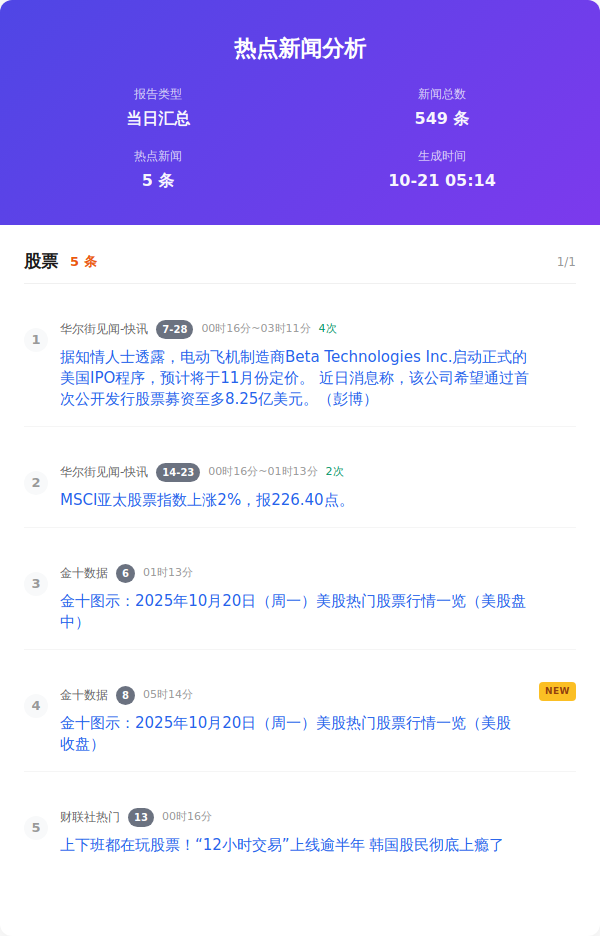 热点新闻分析
报告类型
新闻总数
当日汇总
549 条
热点新闻
生成时间
5 条
10-21 05:14
股票 5 条 1/1
1
华尔街见闻-快讯 7-28 00时16分~03时11分 4次
据知情人士透露，电动飞机制造商Beta Technologies Inc.启动正式的
美国IPO程序，预计将于11月份定价。 近日消息称，该公司希望通过首
次公开发行股票募资至多8.25亿美元。（彭博）
2
华尔街见闻-快讯 14-23 00时16分~01时13分 2次
MSCI亚太股票指数上涨2%，报226.40点。
3
金十数据 6 01时13分
金十图示：2025年10月20日（周一）美股热门股票行情一览（美股盘
中）
4
金十数据 8 05时14分 NEW
金十图示：2025年10月20日（周一）美股热门股票行情一览（美股
收盘）
5
财联社热门 13 00时16分
上下班都在玩股票！“12小时交易”上线逾半年 韩国股民彻底上瘾了